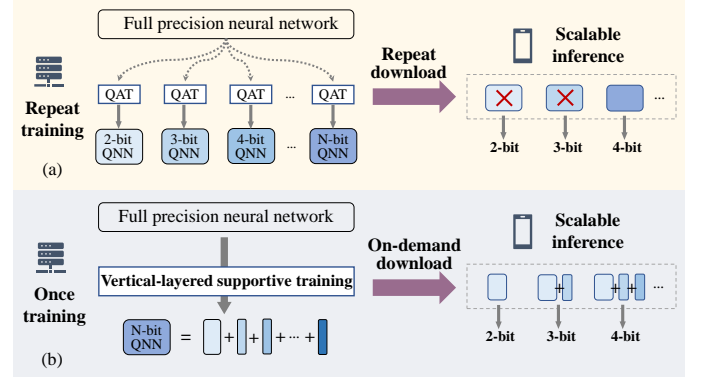 Full precision neural network
Scalable
inference
Repeat
download
QAT QAT QAT ... QAT
Repeat
training
2-bit
QNN
3-bit
QNN
4-bit
QNN
...
N-bit
QNN
...
2-bit 3-bit 4-bit
(a)
Full precision neural network
Scalable
inference
On-demand
download
Vertical-layered supportive training
Once
training
N-bit
QNN
= + + + ... +
+ + + ...
2-bit 3-bit 4-bit
(b)